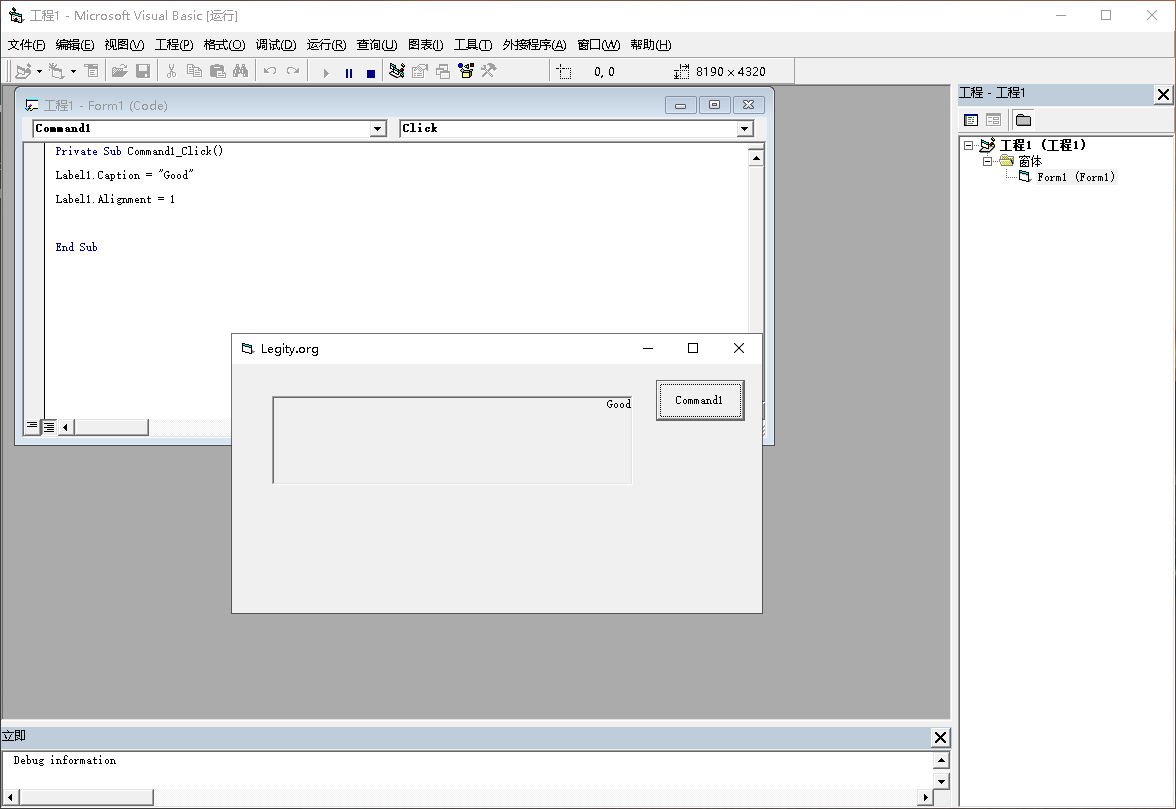 工程1 - Microsoft Visual Basic [运行]
文件(F) 编辑(E) 视图(V) 工程(P) 格式(O) 调试(D) 运行(R) 查询(U) 图表(I) 工具(T) 外接程序(A) 窗口(W) 帮助(H)
0, 0 8190 × 4320
工程1 - Form1 (Code)
Command1 Click
Private Sub Command1_Click()
Label1.Caption = "Good"
Label1.Alignment = 1
End Sub
Legity.org
Good
Command1
工程 - 工程1
工程1 (工程1)
窗体
Form1 (Form1)
立即
Debug information